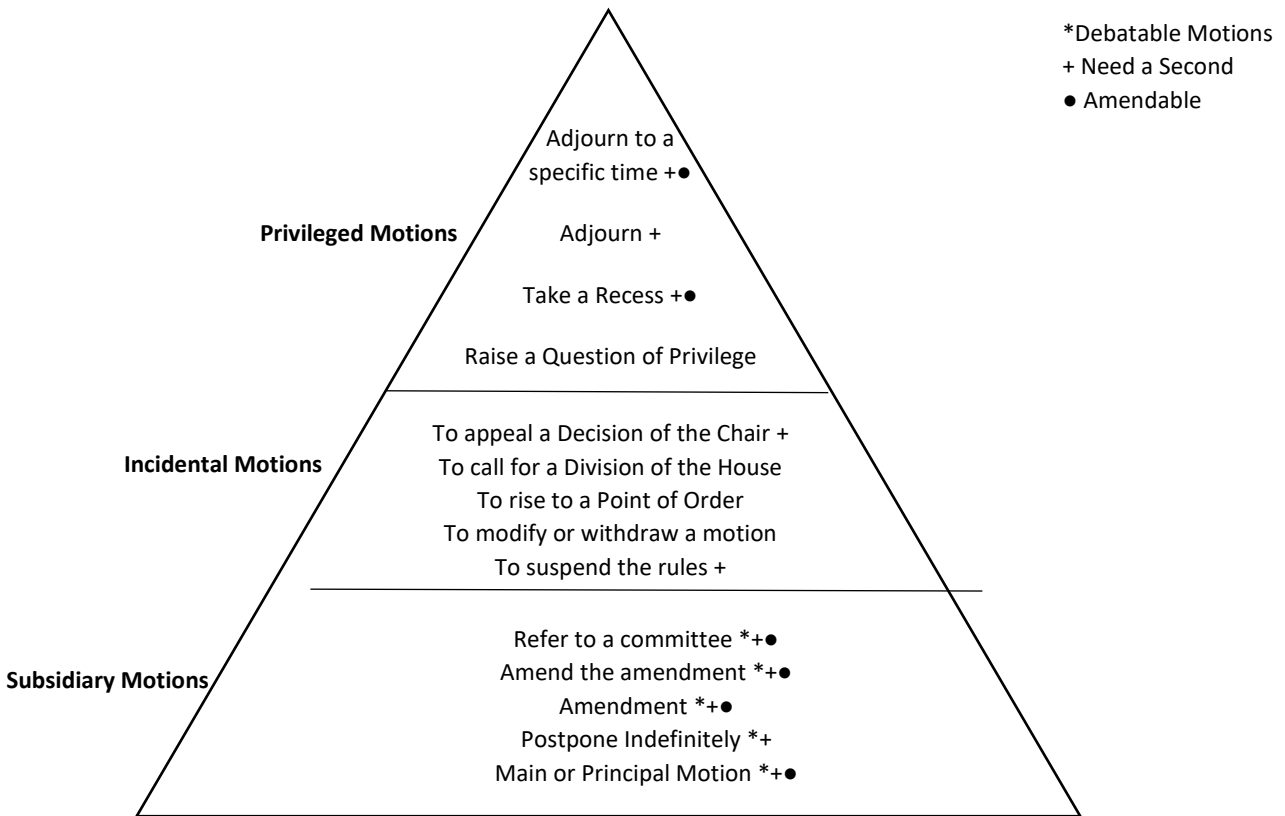 *Debatable Motions
+ Need a Second
● Amendable
Adjourn to a
specific time +●
Privileged Motions
Adjourn +
Take a Recess +●
Raise a Question of Privilege
To appeal a Decision of the Chair +
Incidental Motions
To call for a Division of the House
To rise to a Point of Order
To modify or withdraw a motion
To suspend the rules +
Refer to a committee *+●
Subsidiary Motions
Amend the amendment *+●
Amendment *+●
Postpone Indefinitely *+
Main or Principal Motion *+●